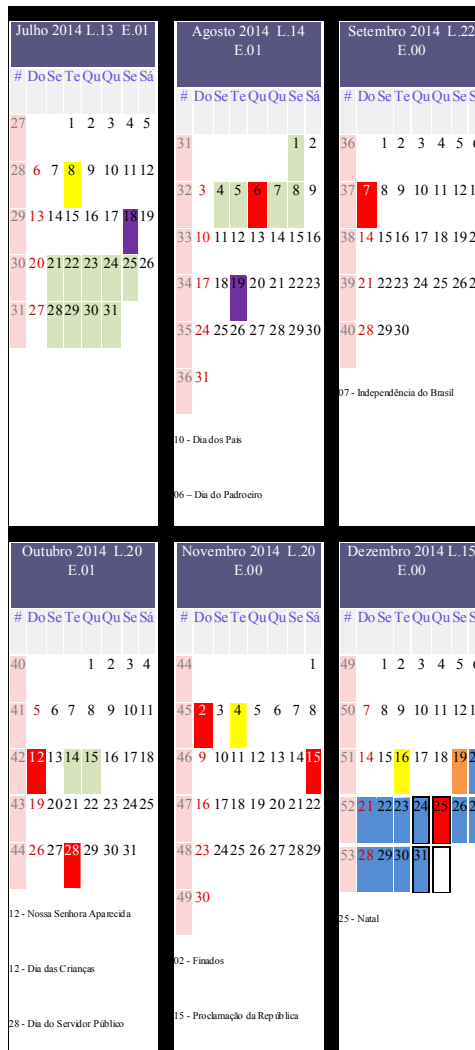 Julho 2014 L.13 E.01
# Do Se Te Qu Qu Se Sá
27 1 2 3 4 5
28 6 7 8 9 10 11 12
29 13 14 15 16 17 18 19
30 20 21 22 23 24 25 26
31 27 28 29 30 31
Agosto 2014 L.14
E.01
# Do Se Te Qu Qu Se Sá
31 1 2
32 3 4 5 6 7 8 9
33 10 11 12 13 14 15 16
34 17 18 19 20 21 22 23
35 24 25 26 27 28 29 30
36 31
10 - Dia dos Pais
06 – Dia do Padroeiro
Setembro 2014 L.22
E.00
# Do Se Te Qu Qu Se
36 1 2 3 4 5
37 7 8 9 10 11 12
38 14 15 16 17 18 19
39 21 22 23 24 25 26
40 28 29 30
07 - Independência do Brasil
Outubro 2014 L.20
E.01
# Do Se Te Qu Qu Se Sá
40 1 2 3 4
41 5 6 7 8 9 10 11
42 12 13 14 15 16 17 18
43 19 20 21 22 23 24 25
44 26 27 28 29 30 31
12 - Nossa Senhora Aparecida
12 - Dia das Crianças
28 - Dia do Servidor Público
Novembro 2014 L.20
E.00
# Do Se Te Qu Qu Se Sá
44 1
45 2 3 4 5 6 7 8
46 9 10 11 12 13 14 15
47 16 17 18 19 20 21 22
48 23 24 25 26 27 28 29
49 30
02 - Finados
15 - Proclamação da República
Dezembro 2014 L.15
E.00
# Do Se Te Qu Qu Se
49 1 2 3 4 5
50 7 8 9 10 11 12
51 14 15 16 17 18 19
52 21 22 23 24 25 26
53 28 29 30 31
25 - Natal